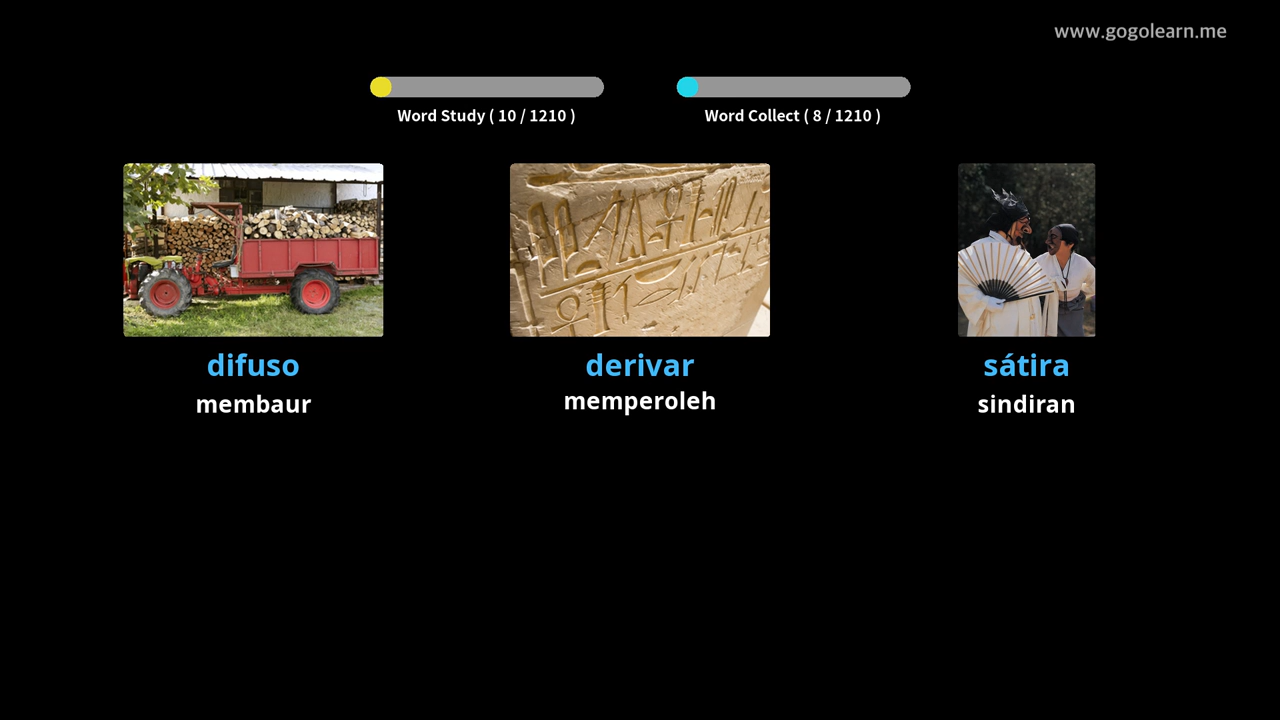 www.gogolearn.me
Word Study ( 10 / 1210 )
Word Collect ( 8 / 1210 )
difuso
membaur
derivar
memperoleh
sátira
sindiran